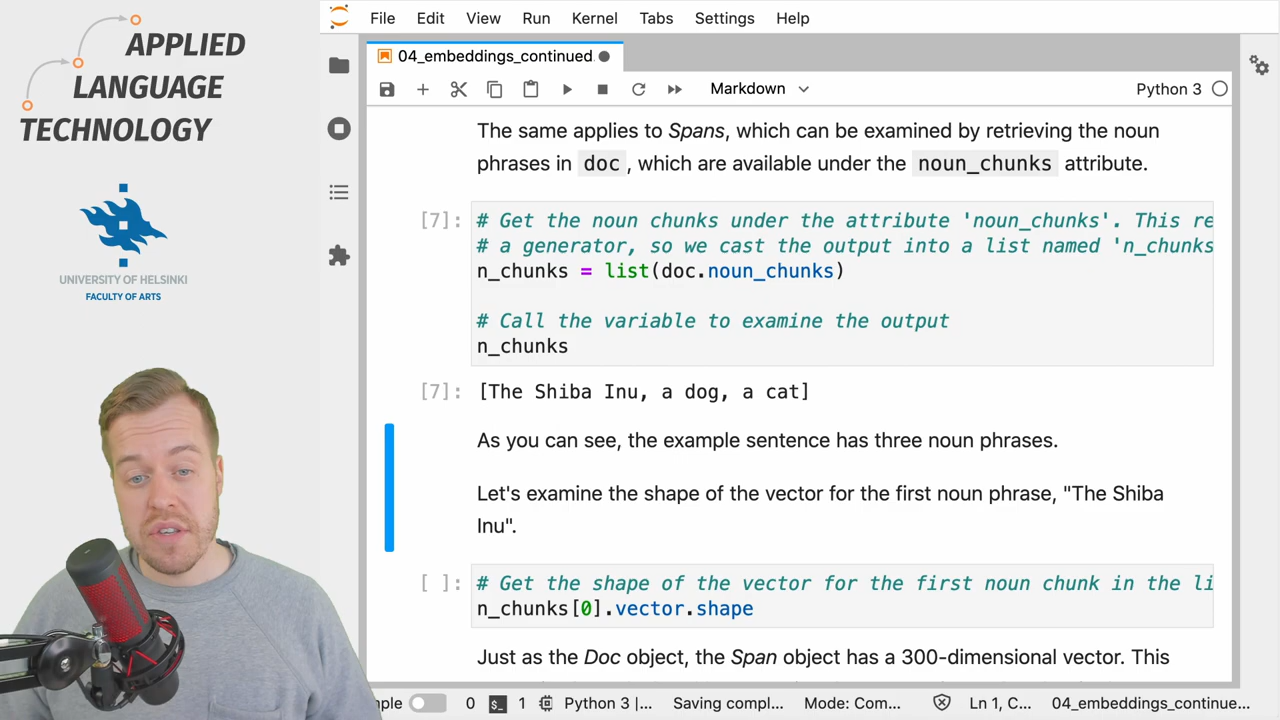 APPLIED
LANGUAGE
TECHNOLOGY
UNIVERSITY OF HELSINKI
FACULTY OF ARTS
File Edit View Run Kernel Tabs Settings Help
04_embeddings_continued
Markdown
Python 3
The same applies to Spans, which can be examined by retrieving the noun
phrases in doc, which are available under the noun_chunks attribute.
[7]: # Get the noun chunks under the attribute 'noun_chunks'. This re
# a generator, so we cast the output into a list named 'n_chunks
n_chunks = list(doc.noun_chunks)
# Call the variable to examine the output
n_chunks
[7]: [The Shiba Inu, a dog, a cat]
As you can see, the example sentence has three noun phrases.
Let's examine the shape of the vector for the first noun phrase, "The Shiba
Inu".
[ ]: # Get the shape of the vector for the first noun chunk in the li
n_chunks[0].vector.shape
Just as the Doc object, the Span object has a 300-dimensional vector. This
ple 0 $_ 1 Python 3 |... Saving compl... Mode: Com... Ln 1, C... 04_embeddings_continue...